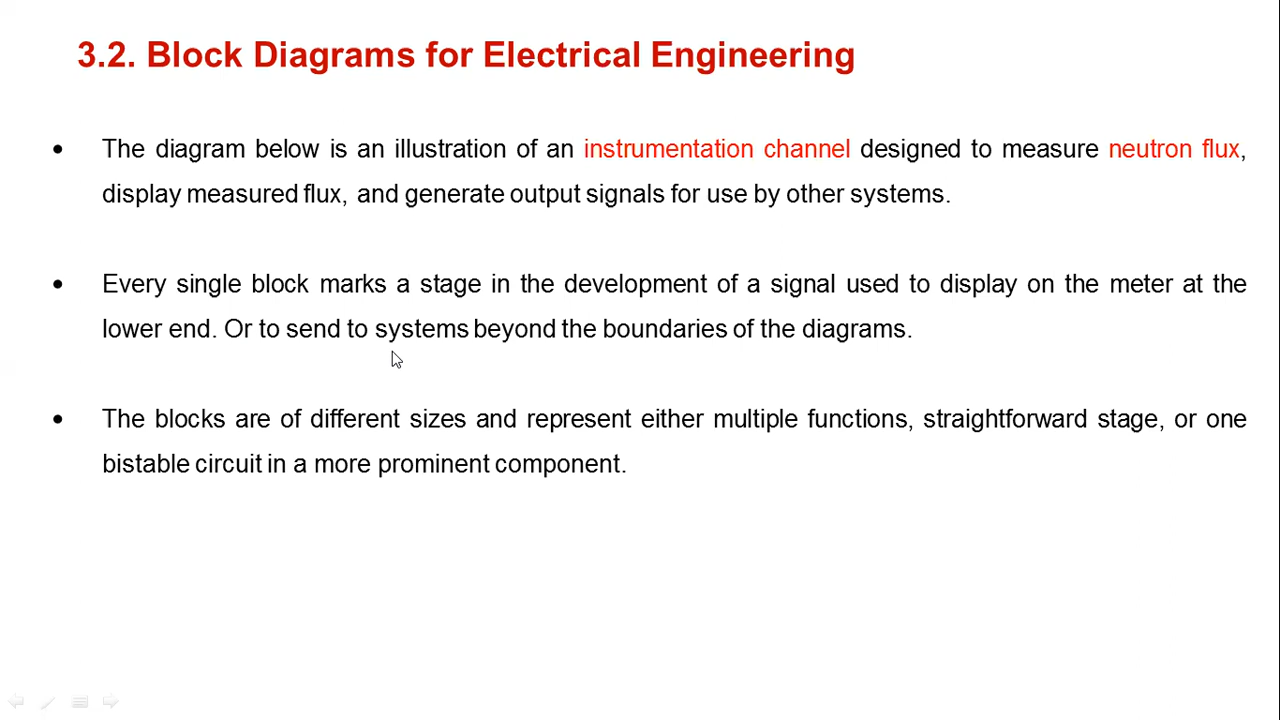 3.2. Block Diagrams for Electrical Engineering
• The diagram below is an illustration of an instrumentation channel designed to measure neutron flux,
display measured flux, and generate output signals for use by other systems.
• Every single block marks a stage in the development of a signal used to display on the meter at the
lower end. Or to send to systems beyond the boundaries of the diagrams.
• The blocks are of different sizes and represent either multiple functions, straightforward stage, or one
bistable circuit in a more prominent component.